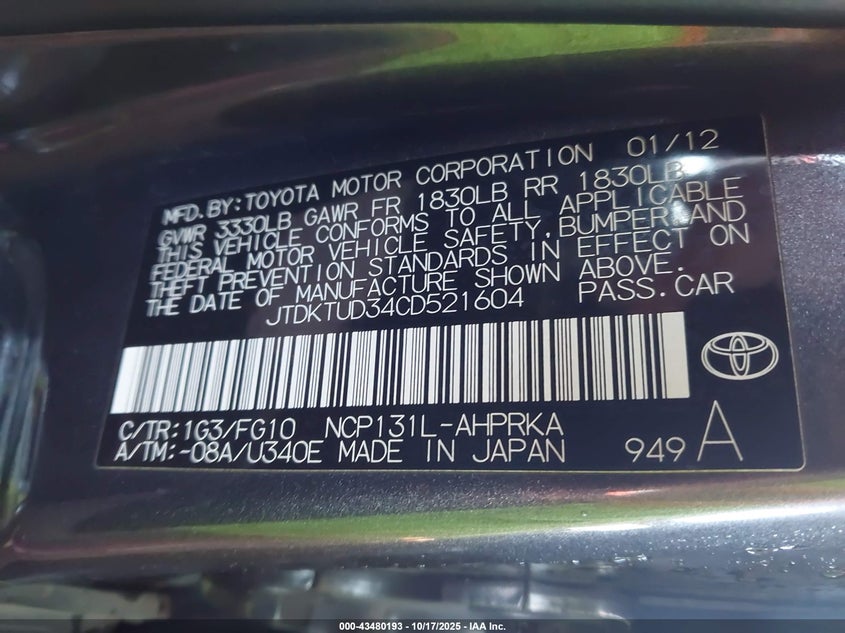 MFD.BY:TOYOTA MOTOR CORPORATION 01/12
GVWR 3330LB GAWR FR 1830LB RR 1830LB
THIS VEHICLE CONFORMS TO ALL APPLICABLE
FEDERAL MOTOR VEHICLE SAFETY,BUMPER,AND
THEFT PREVENTION STANDARDS IN EFFECT ON
THE DATE OF MANUFACTURE SHOWN ABOVE.
JTDKTUD34CD521604 PASS.CAR
C/TR:1G3/FG10 NCP131L-AHPRKA
A/TM:-08A/U340E MADE IN JAPAN 949 A
000-43480193 - 10/17/2025 - IAA Inc.